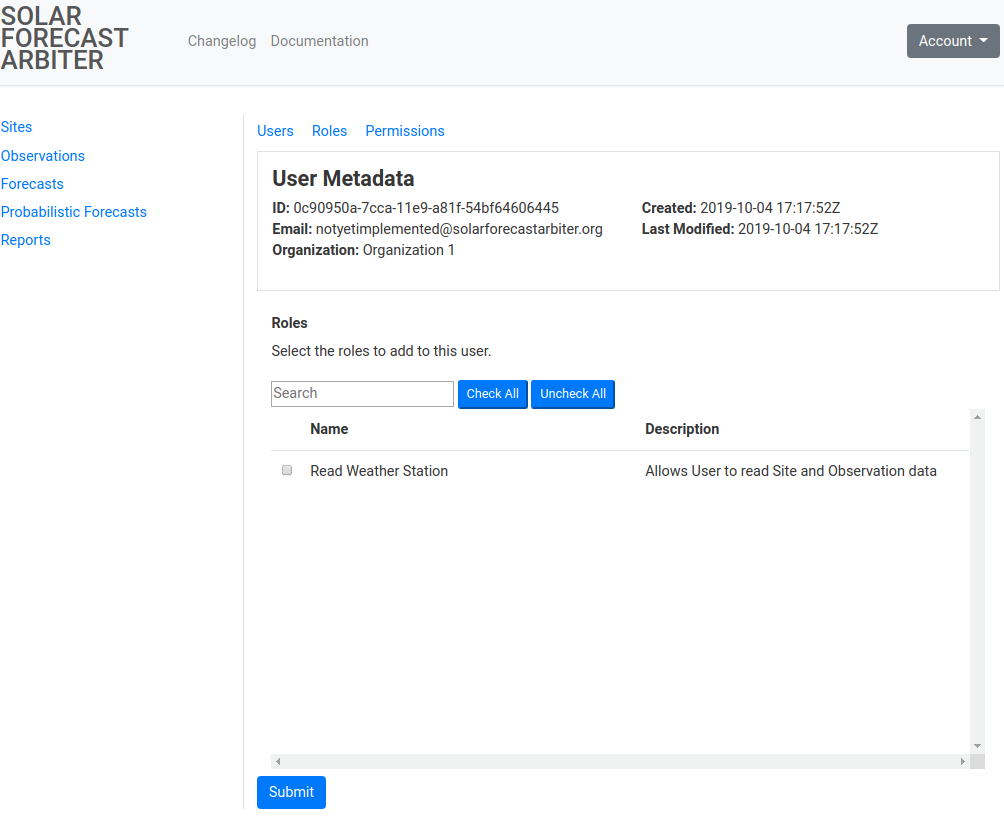 SOLAR
FORECAST
ARBITER
Changelog Documentation
Account
Sites
Observations
Forecasts
Probabilistic Forecasts
Reports
Users Roles Permissions
User Metadata
ID: 0c90950a-7cca-11e9-a81f-54bf64606445
Created: 2019-10-04 17:17:52Z
Email: notyetimplemented@solarforecastarbiter.org
Last Modified: 2019-10-04 17:17:52Z
Organization: Organization 1
Roles
Select the roles to add to this user.
Search Check All Uncheck All
Name Description
Read Weather Station Allows User to read Site and Observation data
Submit